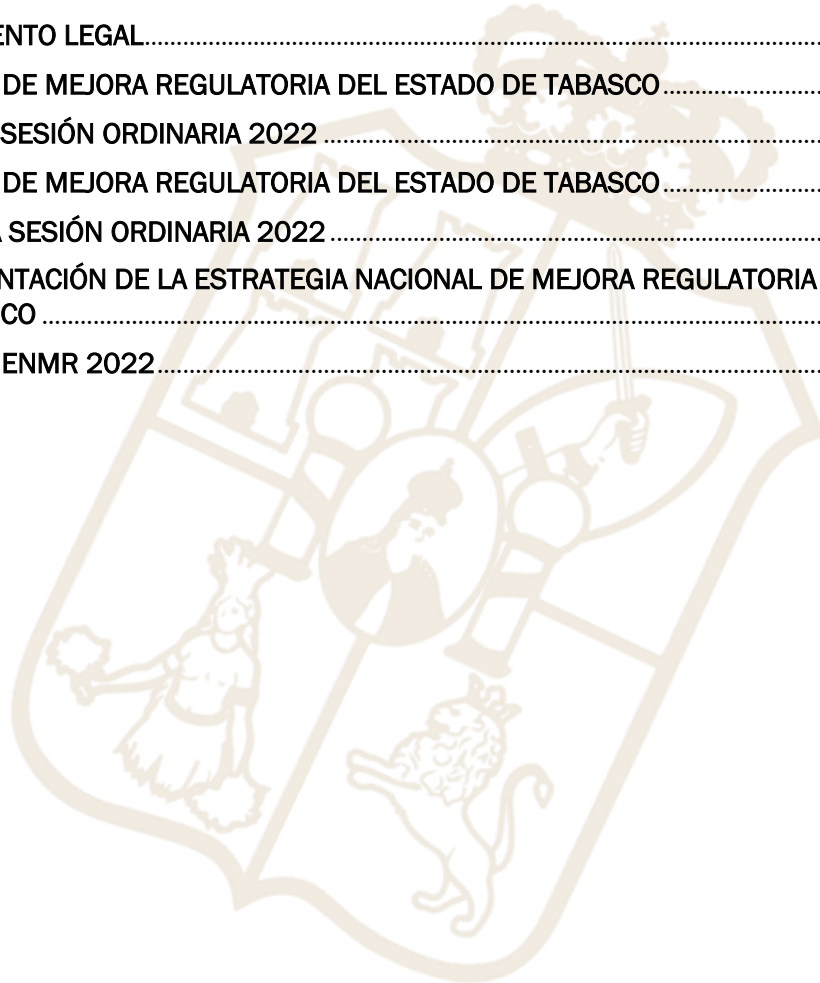 ENTO LEGAL
DE MEJORA REGULATORIA DEL ESTADO DE TABASCO
SESIÓN ORDINARIA 2022
DE MEJORA REGULATORIA DEL ESTADO DE TABASCO
A SESIÓN ORDINARIA 2022
NTACIÓN DE LA ESTRATEGIA NACIONAL DE MEJORA REGULATORIA
CO
ENMR 2022